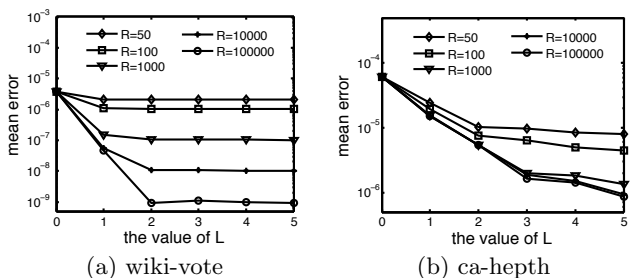 10⁻³
10⁻⁴
10⁻⁵
10⁻⁶
10⁻⁷
10⁻⁸
10⁻⁹
mean error
R=50
R=100
R=1000
R=10000
R=100000
0 1 2 3 4 5
the value of L
(a) wiki-vote
10⁻⁴
10⁻⁵
10⁻⁶
mean error
R=50
R=100
R=1000
R=10000
R=100000
0 1 2 3 4 5
the value of L
(b) ca-hepth